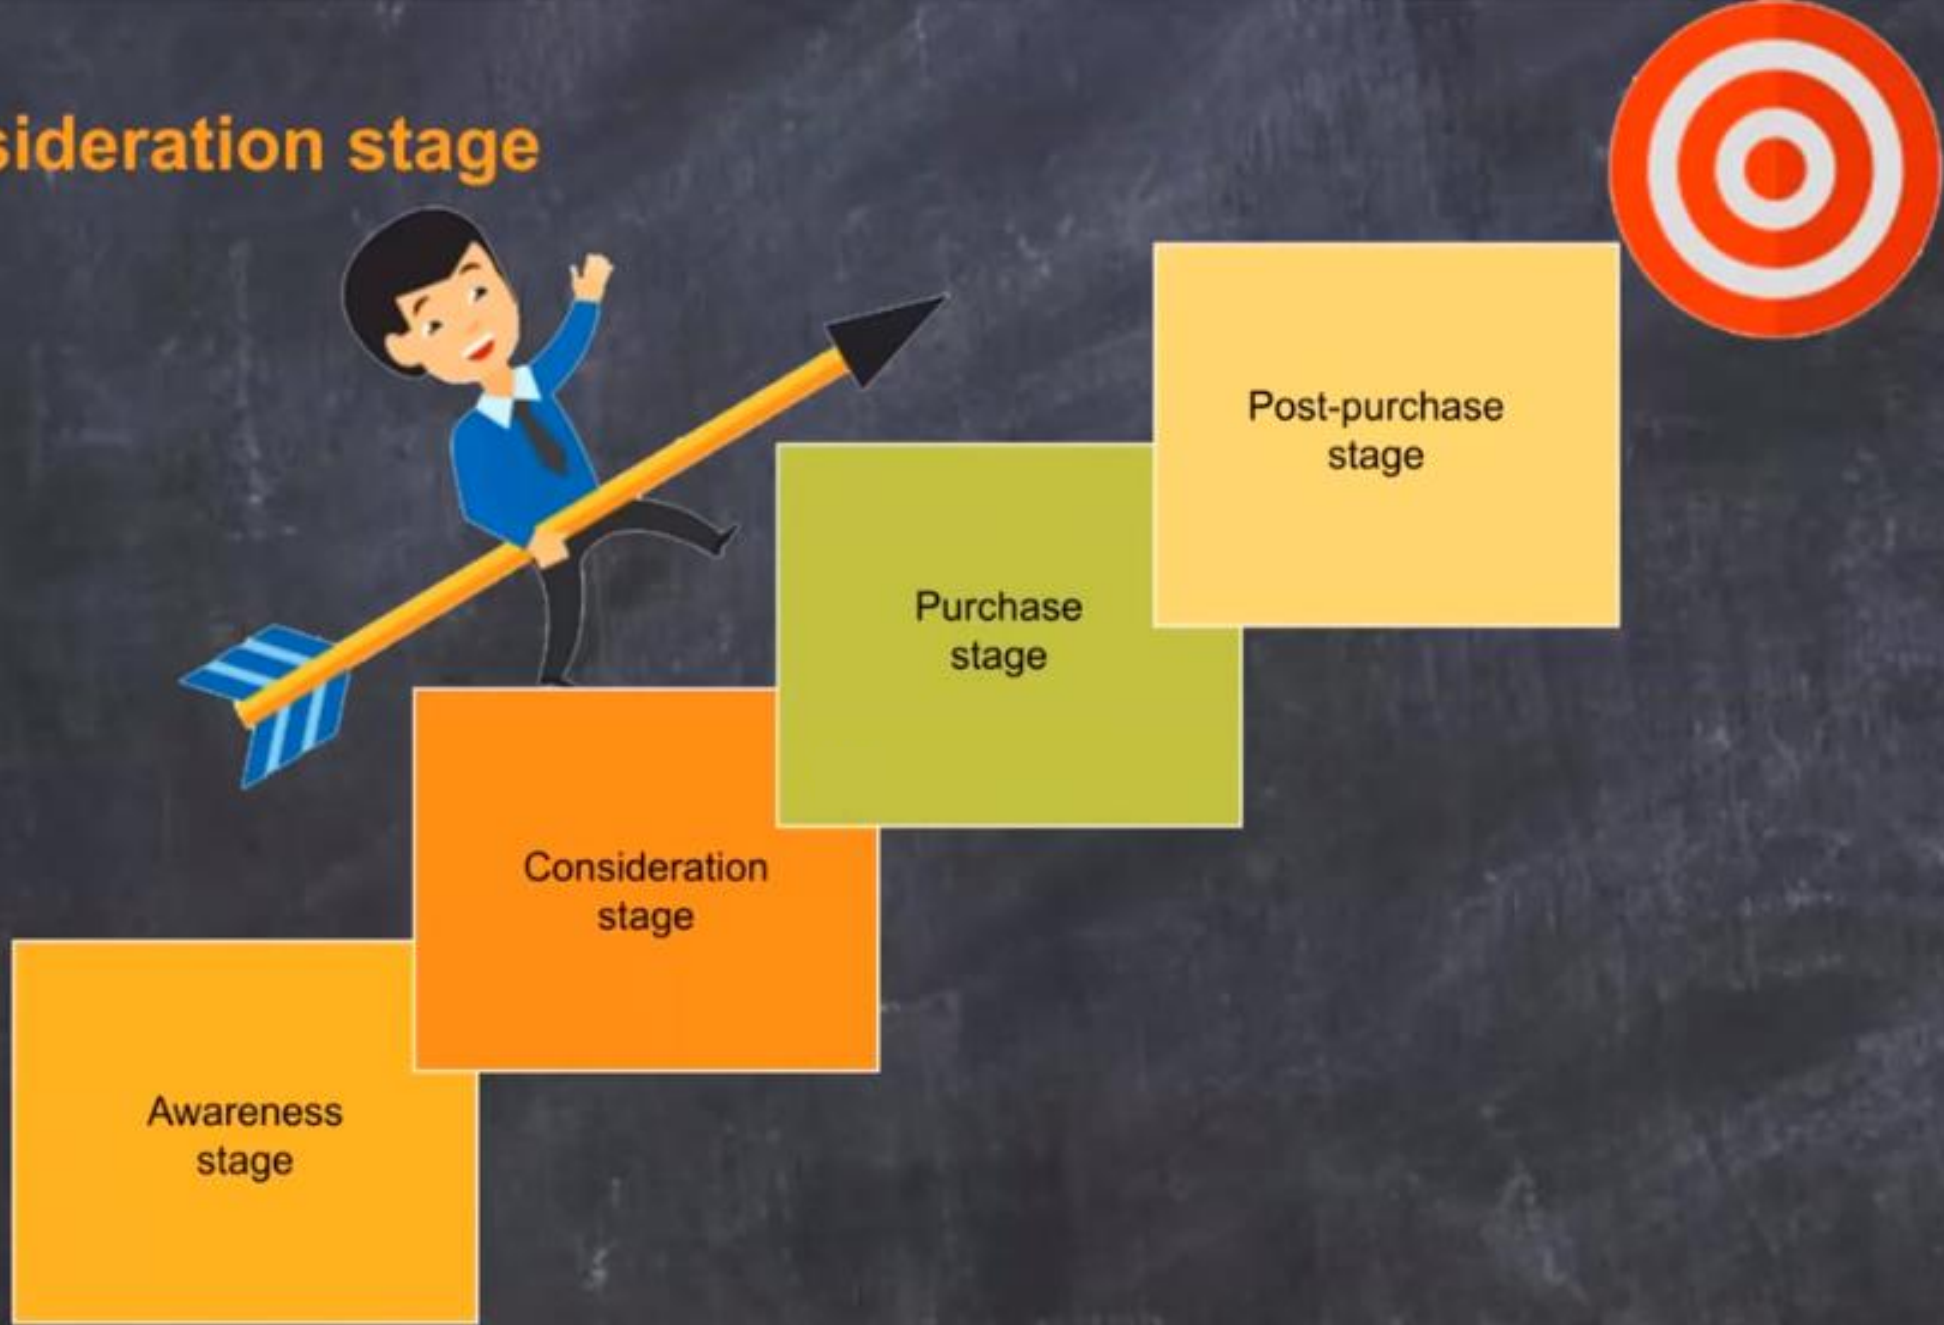 sideration stage
Post-purchase
stage
Purchase
stage
Consideration
stage
Awareness
stage